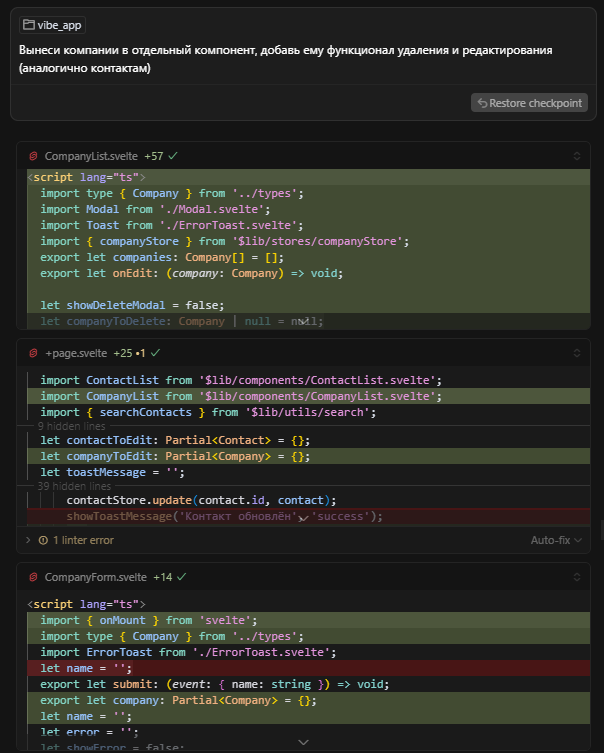 vibe_app
Вынеси компании в отдельный компонент, добавь ему функционал удаления и редактирования
(аналогично контактам)
Restore checkpoint
CompanyList.svelte +57
<script lang="ts">
import type { Company } from '../types';
import Modal from './Modal.svelte';
import Toast from './ErrorToast.svelte';
import { companyStore } from '$lib/stores/companyStore';
export let companies: Company[] = [];
export let onEdit: (company: Company) => void;
let showDeleteModal = false;
let companyToDelete: Company | null = null;
+page.svelte +25 •1
import ContactList from '$lib/components/ContactList.svelte';
import CompanyList from '$lib/components/CompanyList.svelte';
import { searchContacts } from '$lib/utils/search';
9 hidden lines
let contactToEdit: Partial<Contact> = {};
let companyToEdit: Partial<Company> = {};
let toastMessage = '';
39 hidden lines
contactStore.update(contact.id, contact);
showToastMessage('Контакт обновлён', 'success');
1 linter error
Auto-fix
CompanyForm.svelte +14
<script lang="ts">
import { onMount } from 'svelte';
import type { Company } from '../types';
import ErrorToast from './ErrorToast.svelte';
let name = '';
export let submit: (event: { name: string }) => void;
export let company: Partial<Company> = {};
let name = '';
let error = '';
let showError = false;